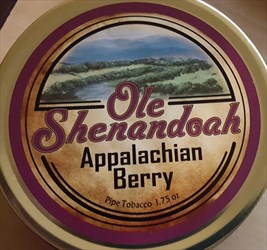 Ole
Shenandoah
Appalachian
Berry
Pipe Tobacco 1.75 oz